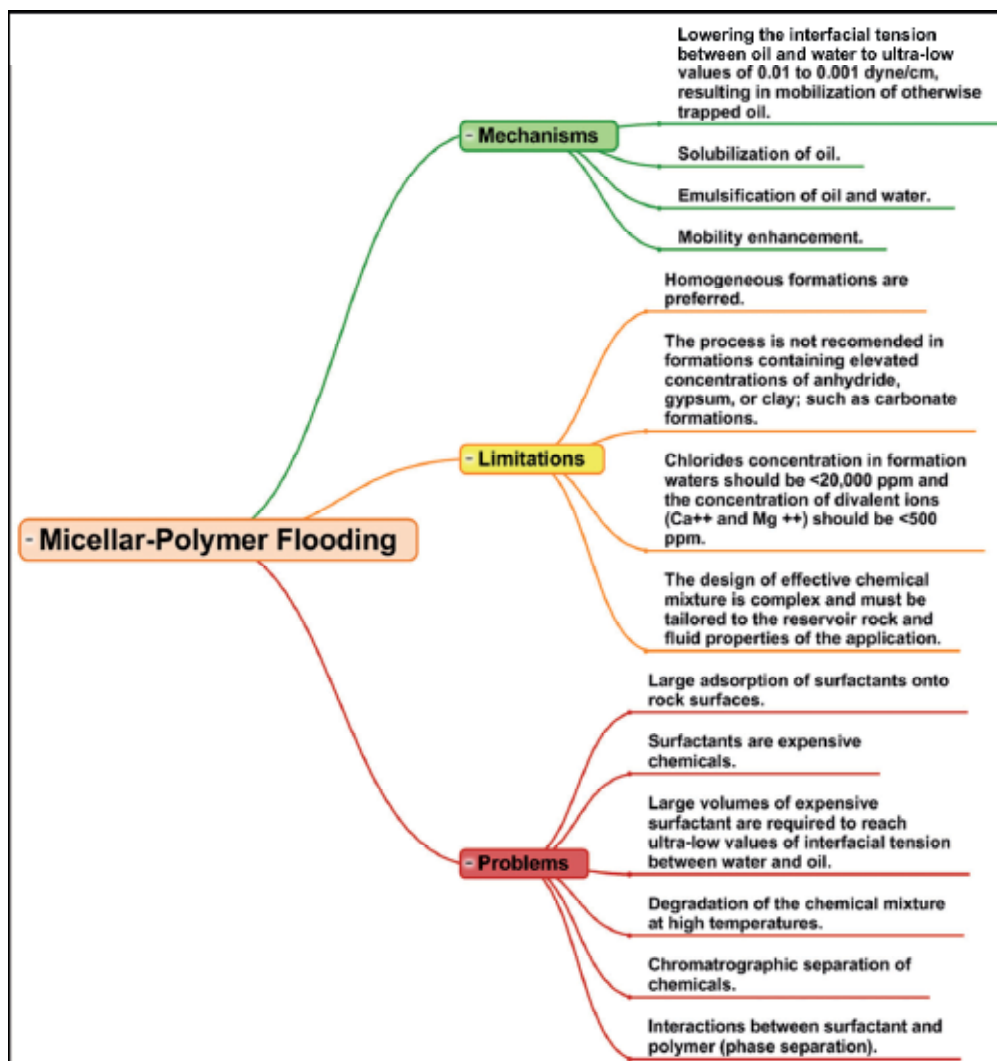 Lowering the interfacial tension
between oil and water to ultra-low
values of 0.01 to 0.001 dyne/cm,
resulting in mobilization of otherwise
trapped oil.
Mechanisms
Solubilization of oil.
Emulsification of oil and water.
Mobility enhancement.
Homogeneous formations are
preferred.
The process is not recomended in
formations containing elevated
concentrations of anhydride,
gypsum, or clay; such as carbonate
formations.
Limitations
Chlorides concentration in formation
waters should be <20,000 ppm and
the concentration of divalent ions
(Ca++ and Mg ++) should be <500
ppm.
Micellar-Polymer Flooding
The design of effective chemical
mixture is complex and must be
tailored to the reservoir rock and
fluid properties of the application.
Large adsorption of surfactants onto
rock surfaces.
Surfactants are expensive
chemicals.
Large volumes of expensive
surfactant are required to reach
ultra-low values of interfacial tension
between water and oil.
Problems
Degradation of the chemical mixture
at high temperatures.
Chromatrographic separation of
chemicals.
Interactions between surfactant and
polymer (phase separation).